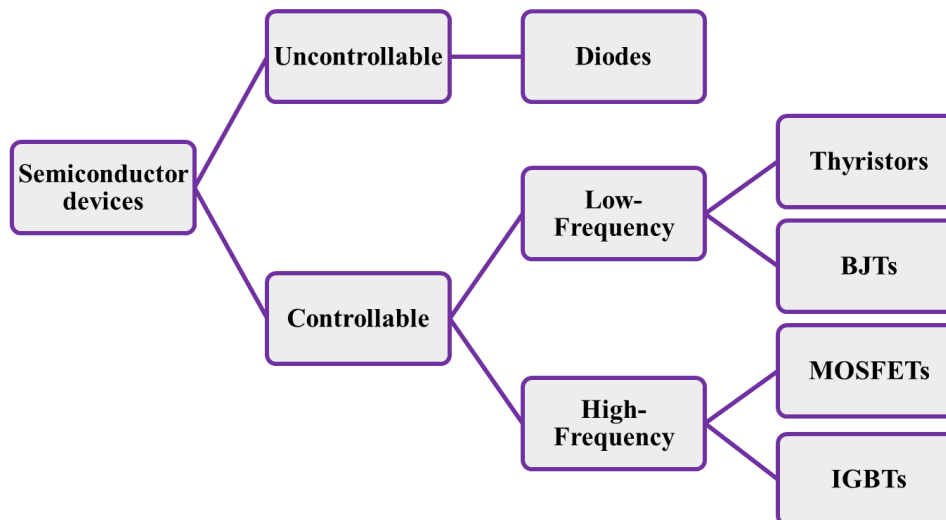 Uncontrollable
Diodes
Semiconductor
devices
Thyristors
Low-
Frequency
BJTs
Controllable
MOSFETs
High-
Frequency
IGBTs